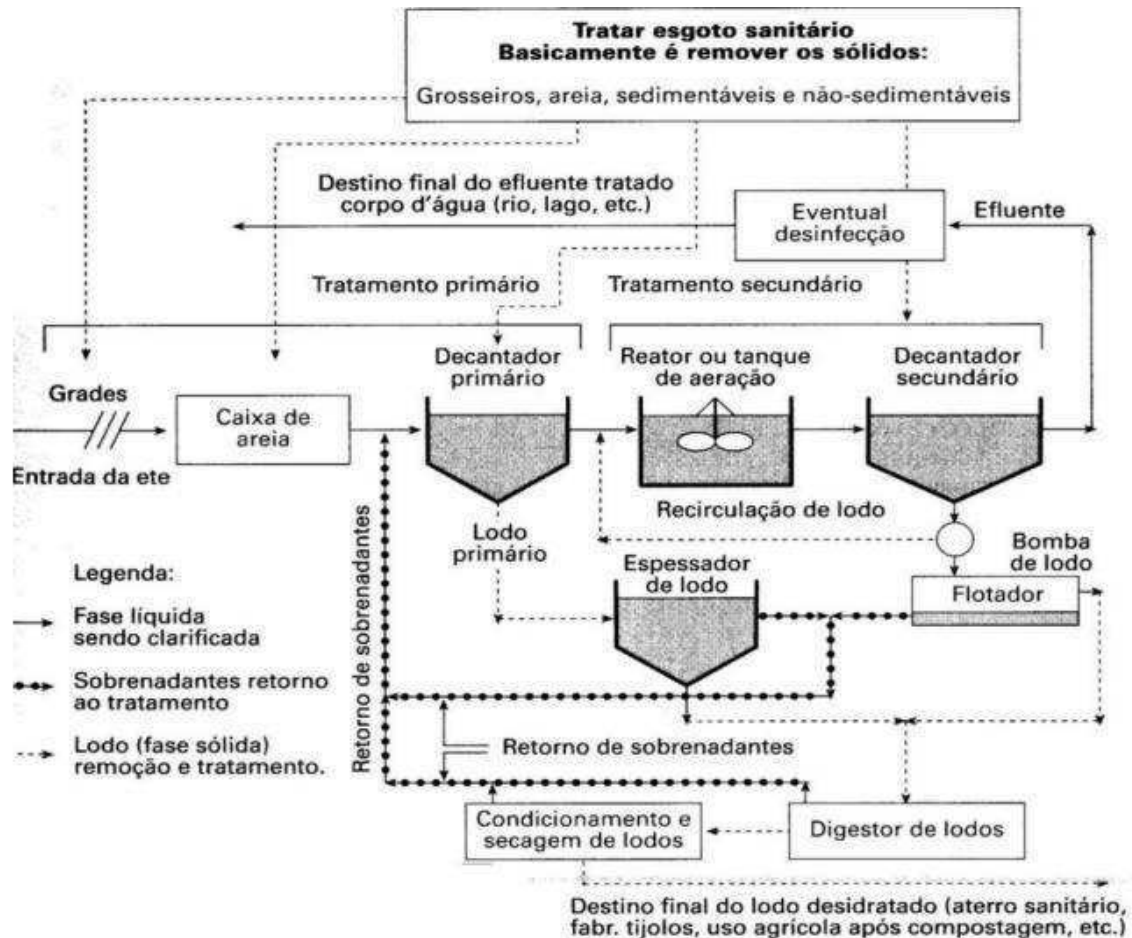 Tratar esgoto sanitário
Basicamente é remover os sólidos:
Grosseiros, areia, sedimentáveis e não-sedimentáveis
Destino final do efluente tratado
corpo d'água (rio, lago, etc.)
Eventual
desinfecção
Efluente
Tratamento primário
Tratamento secundário
Grades
Caixa de
areia
Decantador
primário
Reator ou tanque
de aeração
Decantador
secundário
Entrada da ete
Retorno de sobrenadantes
Lodo
primário
Recirculação de lodo
Bomba
de lodo
Espessador
de lodo
Flotador
Legenda:
Fase líquida
sendo clarificada
Sobrenadantes retorno
ao tratamento
Lodo (fase sólida)
remoção e tratamento.
Retorno de sobrenadantes
Condicionamento e
secagem de lodos
Digestor de lodos
Destino final do lodo desidratado (aterro sanitário,
fabr. tijolos, uso agrícola após compostagem, etc.)